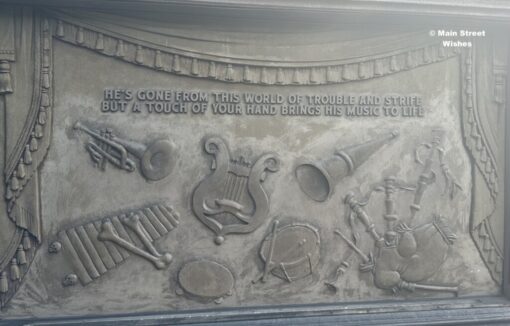 © Main Street
Wishes
HE'S GONE FROM THIS WORLD OF TROUBLE AND STRIFE
BUT A TOUCH OF YOUR HAND BRINGS HIS MUSIC TO LIFE